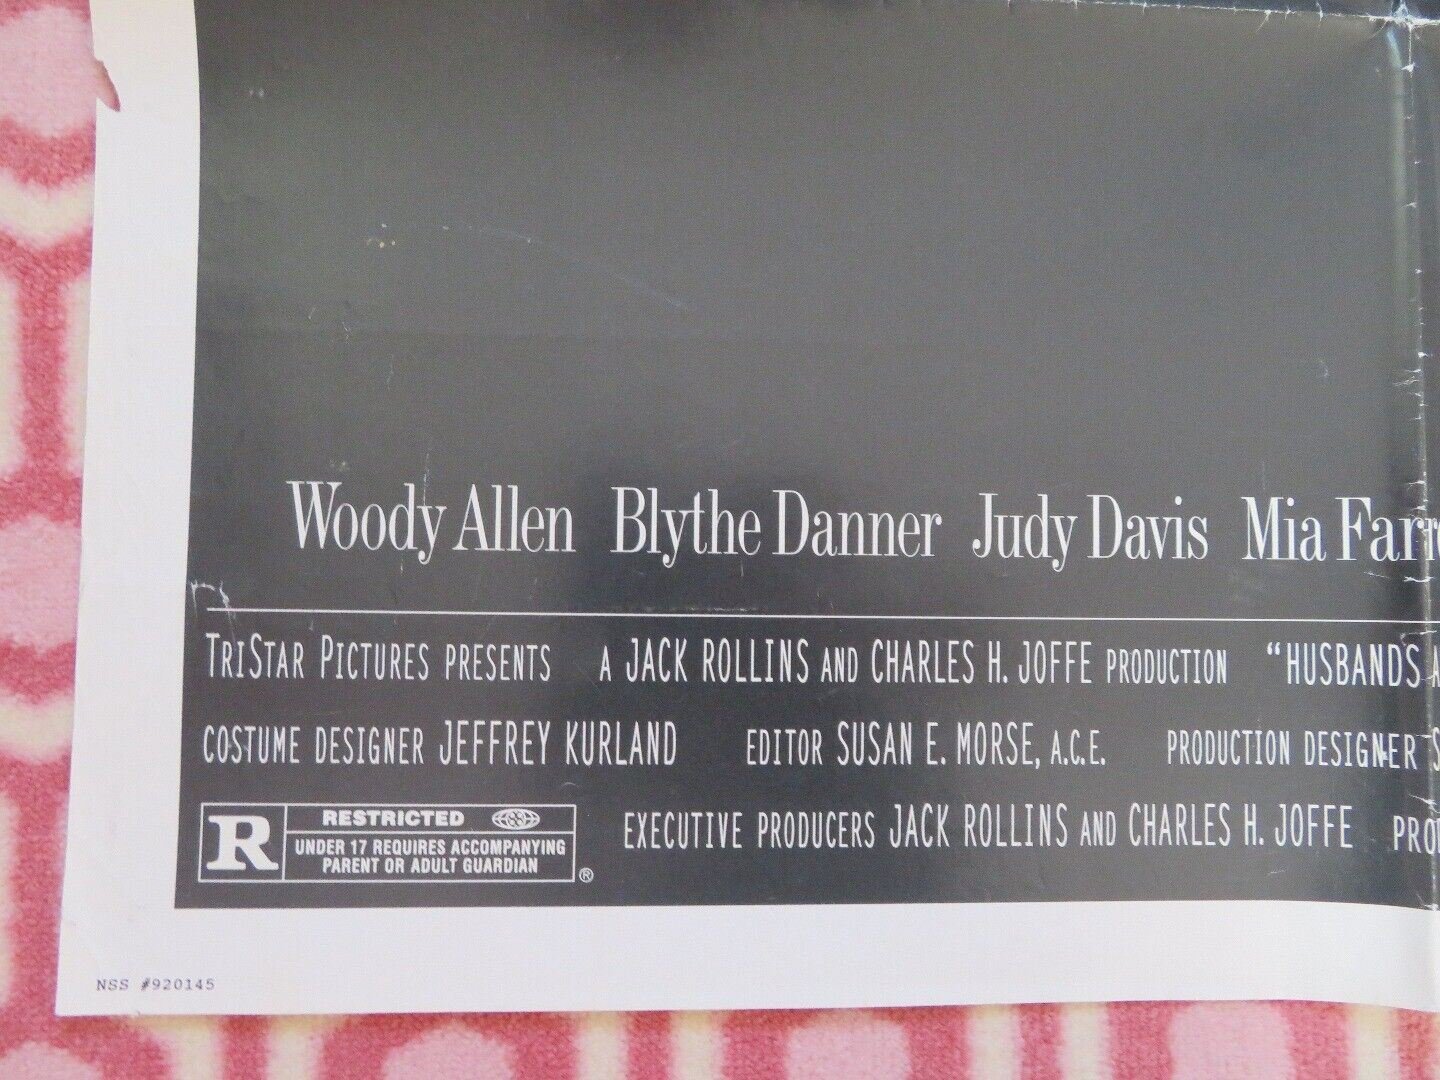 Woody Allen Blythe Danner Judy Davis Mia
TRISTAR PICTURES PRESENTS A JACK ROLLINS AND CHARLES H. JOFFE PRODUCTION "HUSBANDS
COSTUME DESIGNER JEFFREY KURLAND EDITOR SUSAN E. MORSE, A.C.E. PRODUCTION DESIGNER
EXECUTIVE PRODUCERS JACK ROLLINS AND CHARLES H. JOFFE
R
RESTRICTED
UNDER 17 REQUIRES ACCOMPANYING
PARENT OR ADULT GUARDIAN
®
NSS #920145